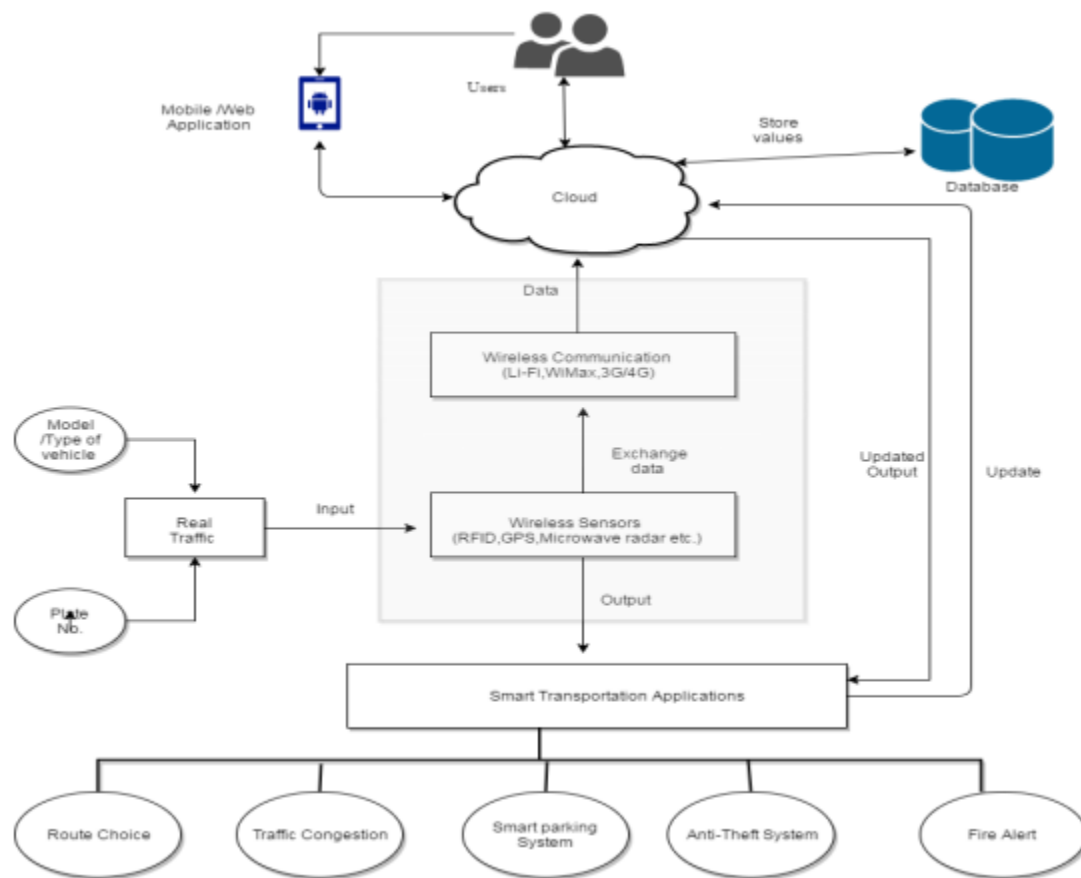 Users
Mobile /Web
Application
Store
values
Database
Cloud
Data
Wireless Communication
(Li-Fi,WiMax,3G/4G)
Model
/Type of
vehicle
Exchange
data
Updated
Output
Update
Input
Real
Traffic
Wireless Sensors
(RFID,GPS,Microwave radar etc.)
Plate
No.
Output
Smart Transportation Applications
Route Choice
Traffic Congestion
Smart parking
System
Anti-Theft System
Fire Alert